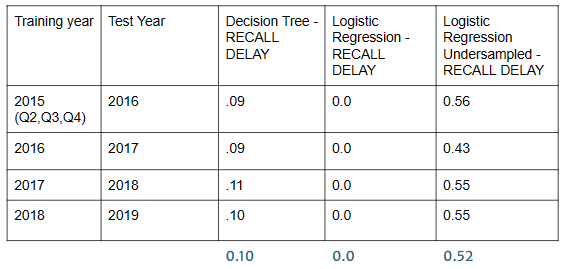 Training year Test Year Decision Tree - Logistic Logistic
RECALL Regression - Regression
DELAY RECALL Undersampled -
DELAY RECALL DELAY
2015 2016 .09 0.0 0.56
(Q2,Q3,Q4)
2016 2017 .09 0.0 0.43
2017 2018 .11 0.0 0.55
2018 2019 .10 0.0 0.55
0.10 0.0 0.52